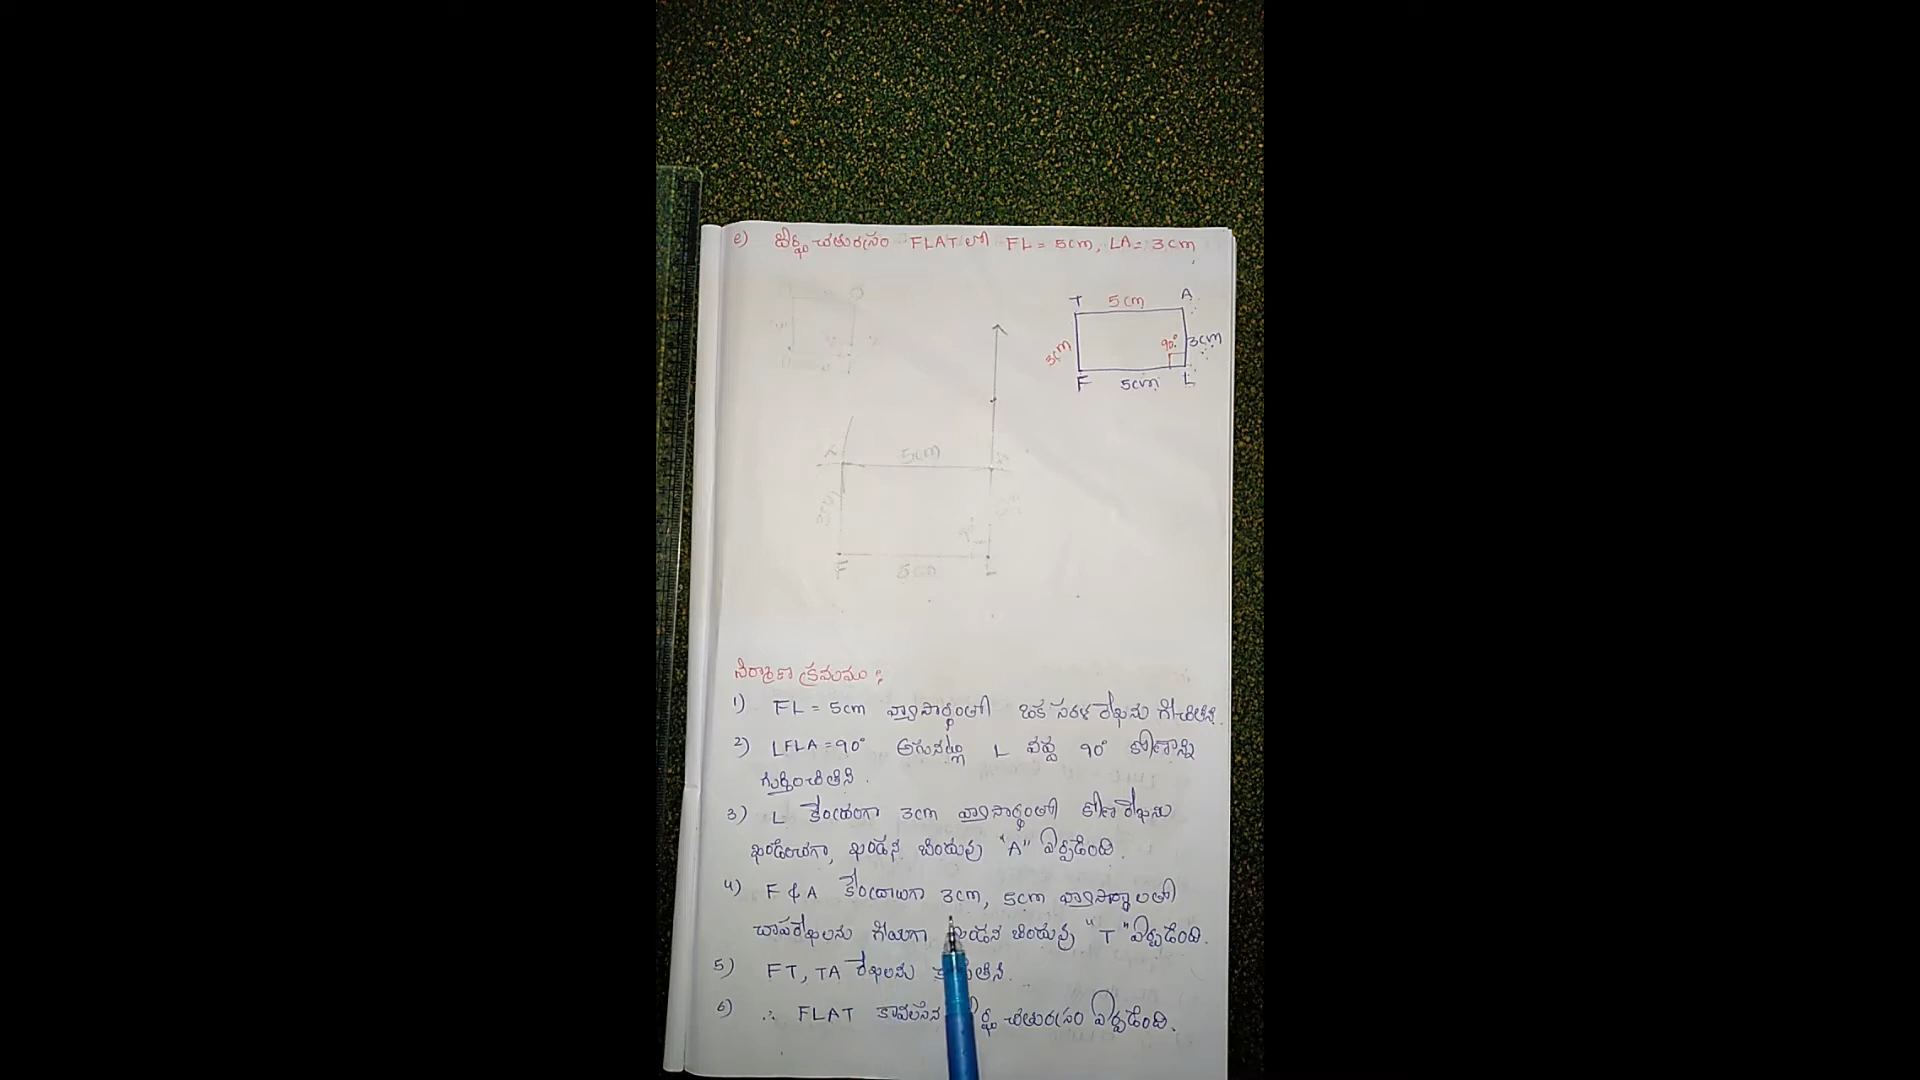 e) దీర్ఘ చతురస్రం FLAT లో FL = 5cm, LA = 3cm
T 5cm A
3cm 90° 3cm
F 5cm L
5cm
F 5cm L
నిర్మాణ క్రమము :
1) FL = 5cm వ్యాసార్థంతో ఒక సరళ రేఖను గీచితిని.
2) ∠FLA = 90° అగునట్లు L వద్ద 90° కోణాన్ని
గుర్తించితిని.
3) L కేంద్రంగా 3cm వ్యాసార్థంతో కోణ రేఖను
ఖండించగా, ఖండన బిందువు "A" ఏర్పడింది.
4) F & A కేంద్రాలుగా 3cm, 5cm వ్యాసార్థాలతో
చాపరేఖలను గీయగా ఖండన బిందువు "T" ఏర్పడింది.
5) FT, TA రేఖలను
6) ∴ FLAT కావలసిన చతురస్రం ఏర్పడింది.